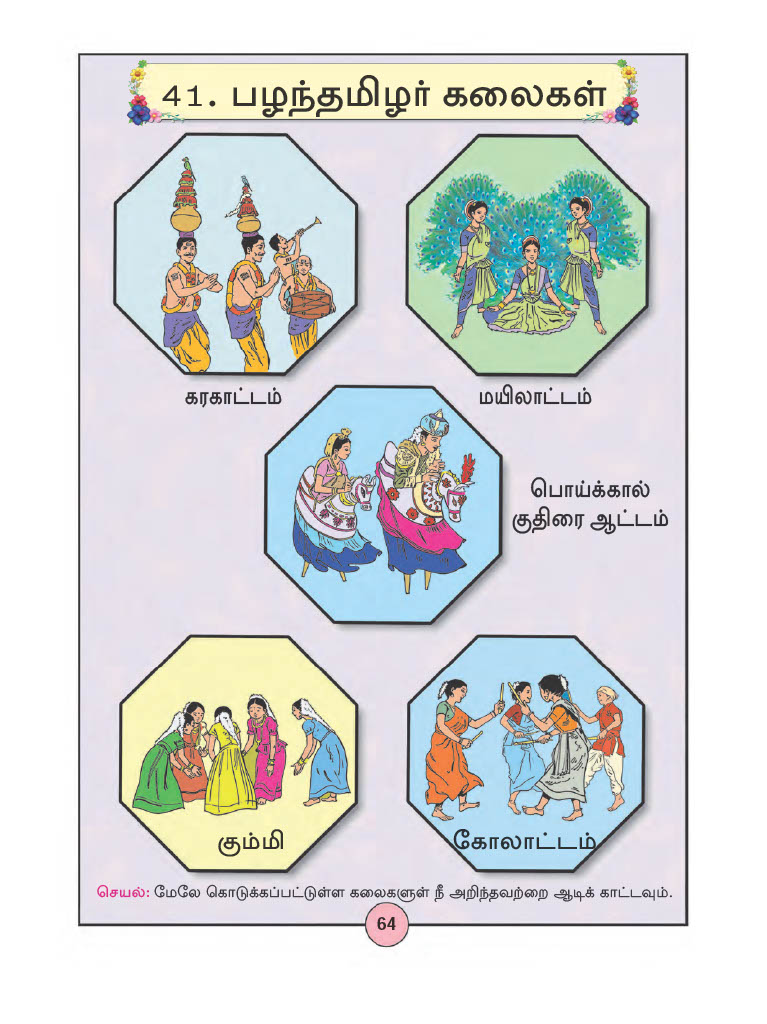 41. பழந்தமிழர் கலைகள்
கரகாட்டம்
மயிலாட்டம்
பொய்க்கால்
குதிரை ஆட்டம்
கும்மி
கோலாட்டம்
செயல்: மேலே கொடுக்கப்பட்டுள்ள கலைகளுள் நீ அறிந்தவற்றை ஆடிக் காட்டவும்.
64